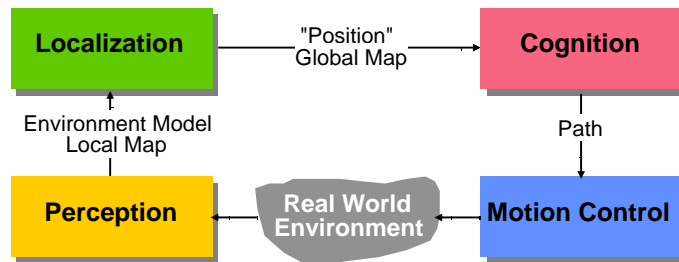 Localization
"Position"
Global Map
Cognition
Environment Model
Local Map
Path
Perception
Real World
Environment
Motion Control